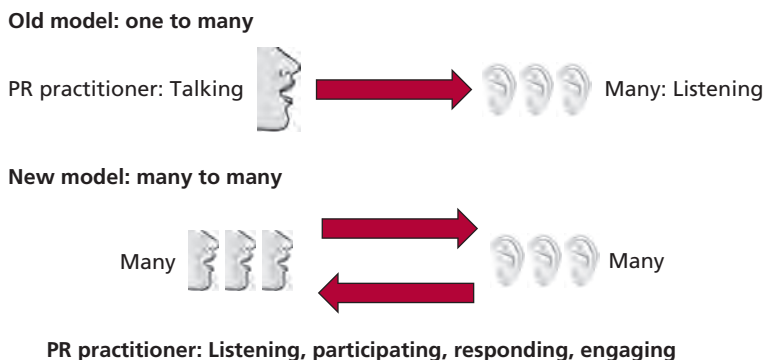 Old model: one to many
PR practitioner: Talking Many: Listening
New model: many to many
Many Many
PR practitioner: Listening, participating, responding, engaging